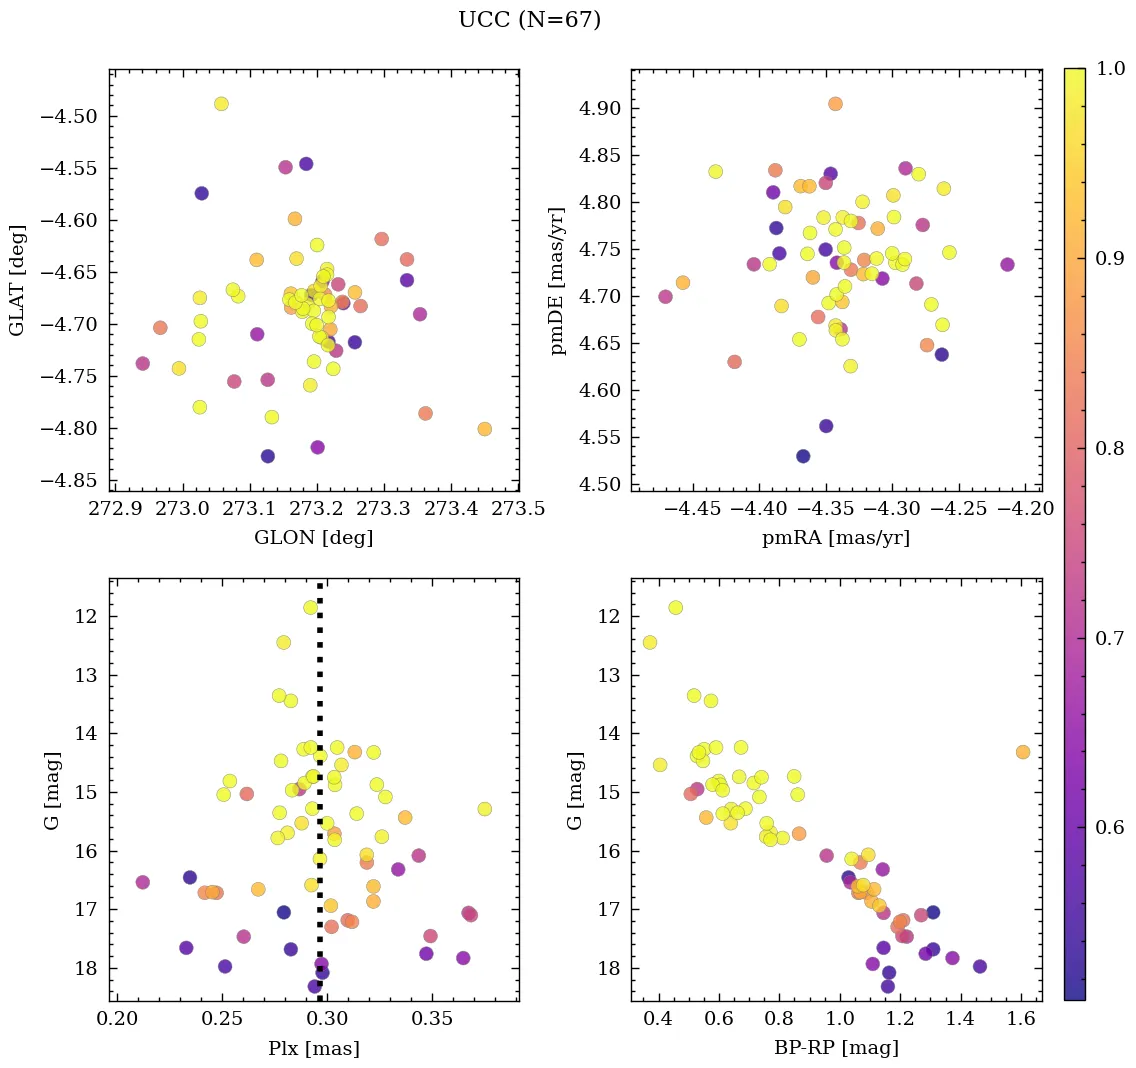 UCC (N=67)
−4.50
−4.55
−4.60
−4.65
−4.70
−4.75
−4.80
−4.85
GLAT [deg]
272.9 273.0 273.1 273.2 273.3 273.4 273.5
GLON [deg]
4.90
4.85
4.80
4.75
4.70
4.65
4.60
4.55
4.50
pmDE [mas/yr]
−4.45 −4.40 −4.35 −4.30 −4.25 −4.20
pmRA [mas/yr]
12
13
14
15
16
17
18
G [mag]
0.20 0.25 0.30 0.35
Plx [mas]
12
13
14
15
16
17
18
G [mag]
0.4 0.6 0.8 1.0 1.2 1.4 1.6
BP-RP [mag]
1.0
0.9
0.8
0.7
0.6